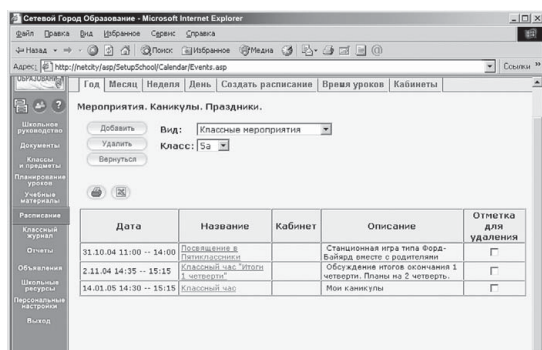 Сетевой Город Образование - Microsoft Internet Explorer
Файл Правка Вид Избранное Сервис Справка
Назад Поиск Избранное Медиа
Адрес: http://netcity/asp/SetupSchool/Calendar/Events.asp Ссылки
ОБРАЗОВАНИЕ
Год Месяц Неделя День Создать расписание Время уроков Кабинеты
Мероприятия. Каникулы. Праздники.
Добавить Вид: Классные мероприятия
Удалить Класс: 5а
Вернуться
Школьное
руководство
Документы
Классы
и предметы
Планирование
уроков
Учебные
материалы
Расписание
Классный
журнал
Отчеты
Объявления
Школьные
ресурсы
Персональные
настройки
Выход
Дата Название Кабинет Описание Отметка
для
удаления
31.10.04 11:00 -- 14:00 Посвящение в
Пятиклассники Станционная игра типа Форд-
Байярд вместе с родителями
2.11.04 14:35 -- 15:15 Классный час "Итоги
1 четверти" Обсуждение итогов окончания 1
четверти. Планы на 2 четверть.
14.01.05 14:30 -- 15:15 Классный час Мои каникулы